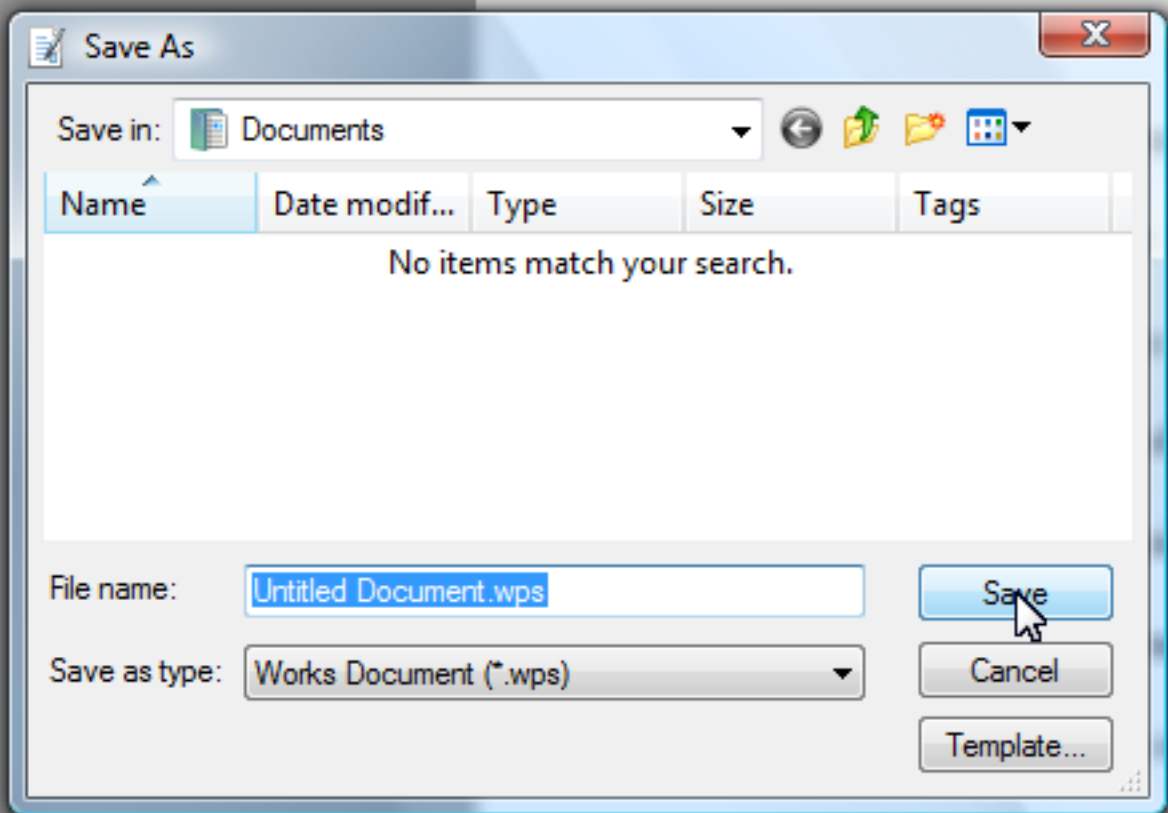 Save As
Save in: Documents
Name Date modif... Type Size Tags
No items match your search.
File name: Untitled Document.wps Save
Save as type: Works Document (*.wps) Cancel
Template...